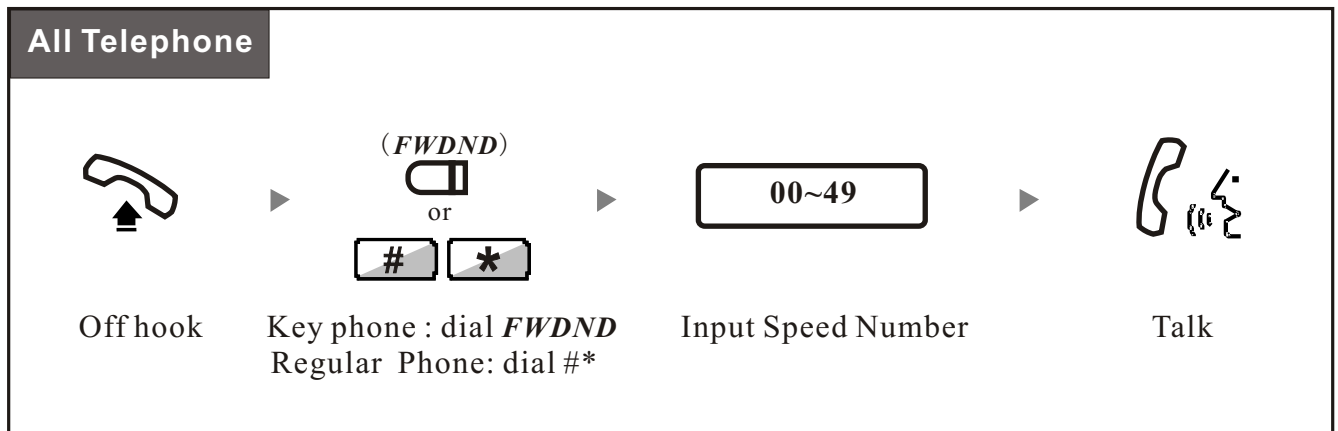 All Telephone
（FWDND）
or
# *
00~49
Off hook
Key phone : dial FWDND
Regular Phone: dial #*
Input Speed Number
Talk